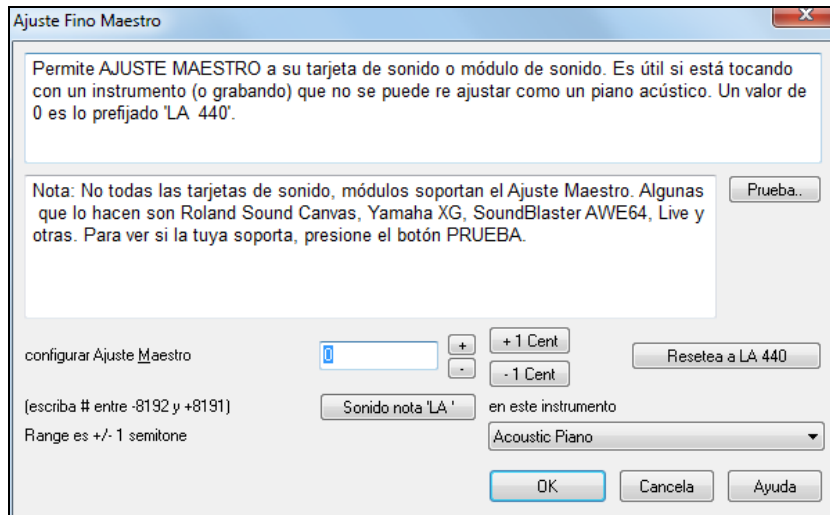 Ajuste Fino Maestro
X
Permite AJUSTE MAESTRO a su tarjeta de sonido o módulo de sonido. Es útil si está tocando
con un instrumento (o grabando) que no se puede re ajustar como un piano acústico. Un valor de
0 es lo prefijado 'LA 440'.
Nota: No todas las tarjetas de sonido, módulos soportan el Ajuste Maestro. Algunas
que lo hacen son Roland Sound Canvas, Yamaha XG, SoundBlaster AWE64, Live y
otras. Para ver si la tuya soporta, presione el botón PRUEBA.
Prueba..
configurar Ajuste Maestro
0
+
-
+ 1 Cent
- 1 Cent
Resetea a LA 440
(escriba # entre -8192 y +8191)
Sonido nota 'LA '
en este instrumento
Range es +/- 1 semitone
Acoustic Piano
OK
Cancela
Ayuda